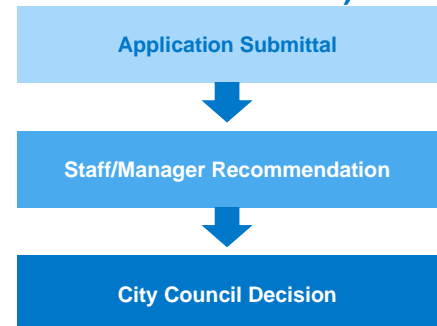 Application Submittal
Staff/Manager Recommendation
City Council Decision